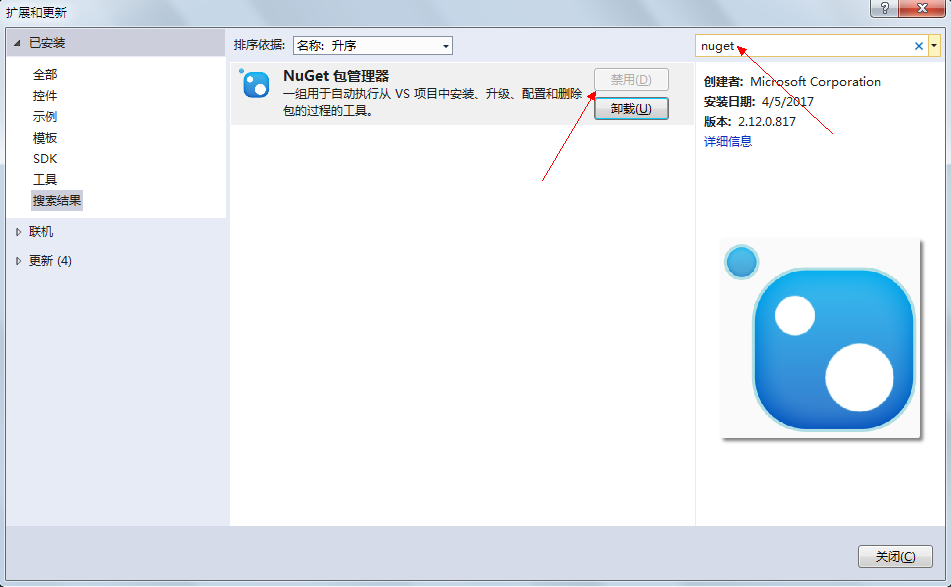 扩展和更新
已安装
全部
控件
示例
模板
SDK
工具
搜索结果
联机
更新 (4)
排序依据: 名称: 升序
NuGet 包管理器
一组用于自动执行从 VS 项目中安装、升级、配置和删除
包的过程的工具。
禁用(D)
卸载(U)
nuget
创建者: Microsoft Corporation
安装日期: 4/5/2017
版本: 2.12.0.817
详细信息
关闭(C)